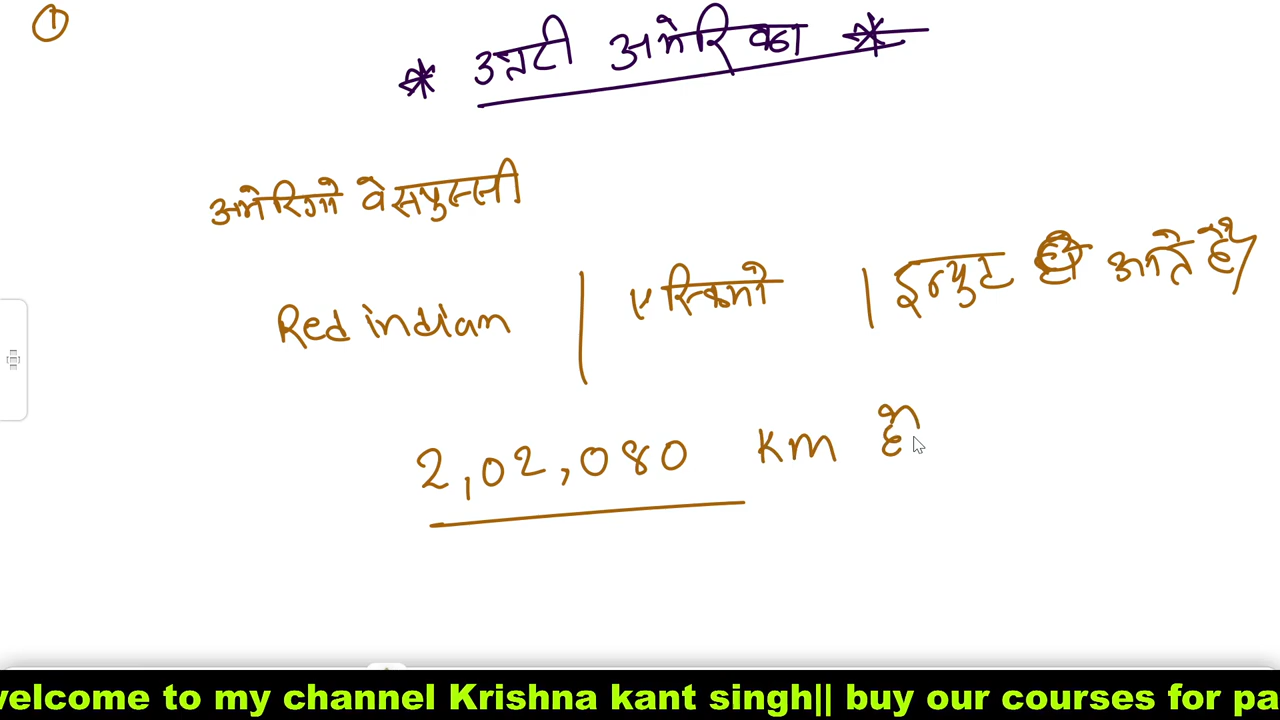 ①
* उत्तरी अमेरिका *
अमेरिगो वेसपुस्सी
Red indian | एस्किमो | इन्युट आते हैं
2,02,080 km है
velcome to my channel Krishna kant singh|| buy our courses for pa